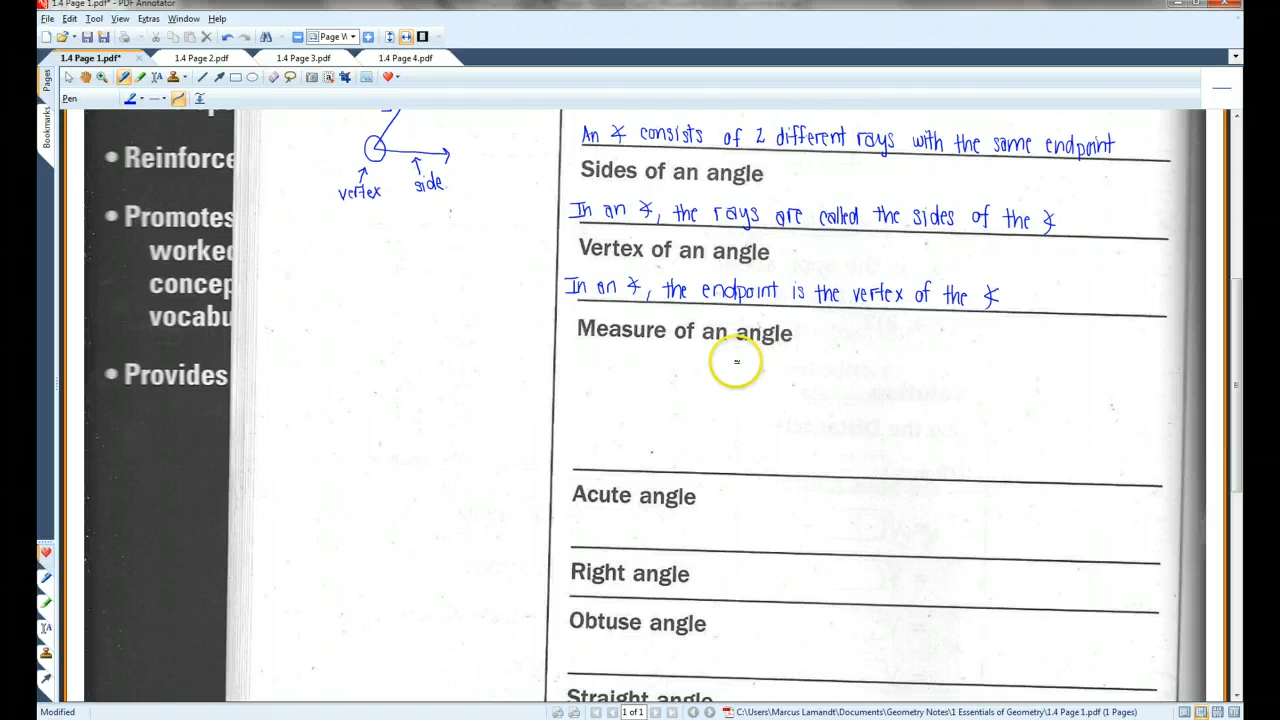 1.4 Page 1.pdf* - PDF Annotator
File Edit Tool View Extras Window Help
Page W
1.4 Page 1.pdf* 1.4 Page 2.pdf 1.4 Page 3.pdf 1.4 Page 4.pdf
Pen
Pages
Bookmarks
• Reinforce
• Promotes
worked
concep
vocabu
• Provides
vertex
side
An ∡ consists of 2 different rays with the same endpoint
Sides of an angle
In an ∡, the rays are called the sides of the ∡
Vertex of an angle
In an ∡, the endpoint is the vertex of the ∡
Measure of an angle
Acute angle
Right angle
Obtuse angle
Straight angle
Modified
1 of 1
C:\Users\Marcus Lamandt\Documents\Geometry Notes\1 Essentials of Geometry\1.4 Page 1.pdf (1 Pages)